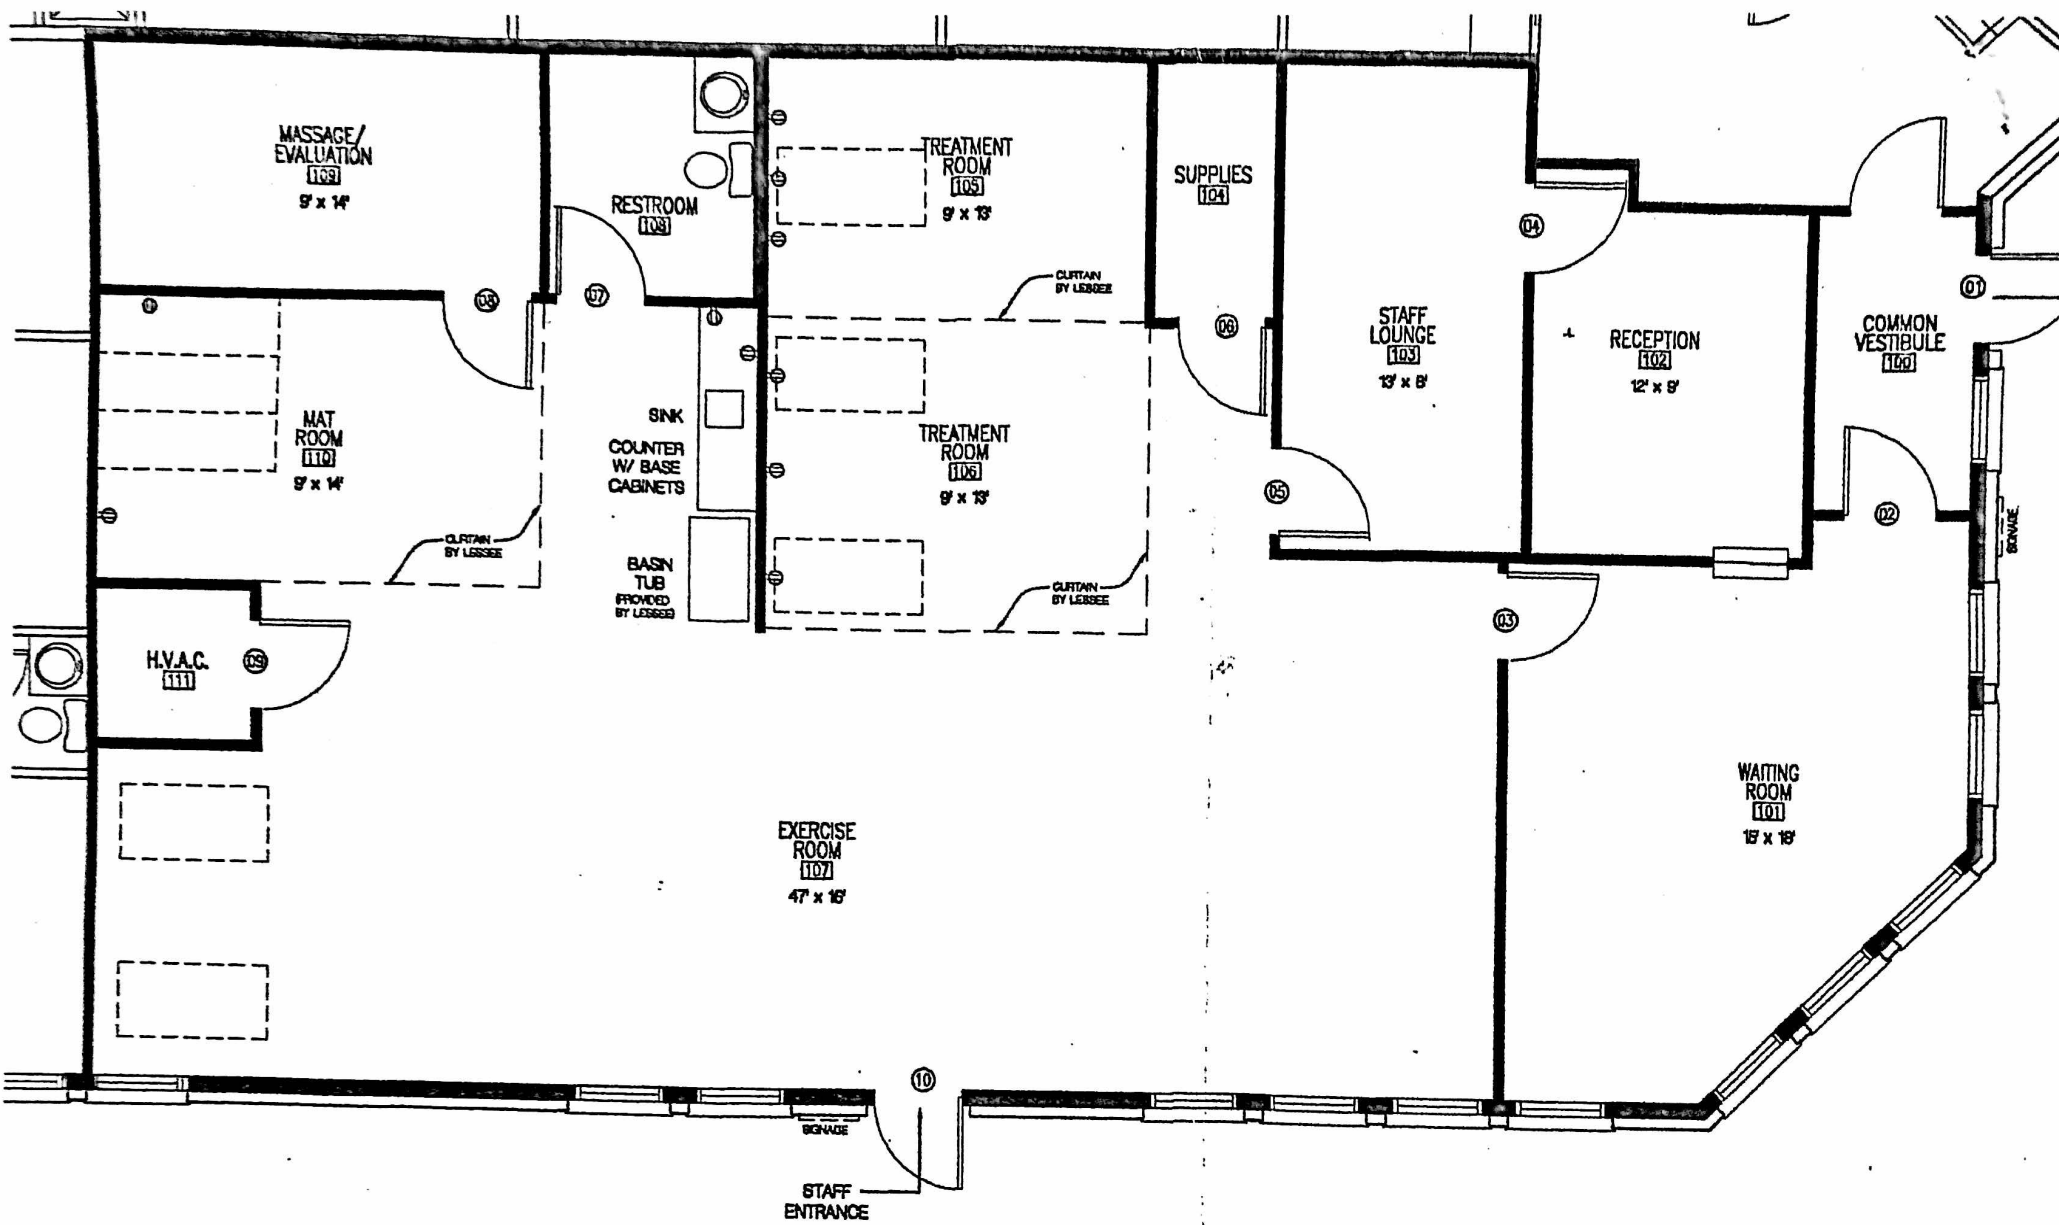 MASSAGE/
EVALUATION
109
9' x 14'
RESTROOM
108
TREATMENT
ROOM
105
9' x 13'
SUPPLIES
104
04
CURTAIN
BY LESSEE
01
08
07
06
STAFF
LOUNGE
103
13' x 8'
RECEPTION
102
12' x 9'
COMMON
VESTIBULE
100
MAT
ROOM
110
9' x 14'
SINK
COUNTER
W/ BASE
CABINETS
TREATMENT
ROOM
106
9' x 13'
05
02
SIGNAGE
CURTAIN
BY LESSEE
BASIN
TUB
(PROVIDED
BY LESSEE)
CURTAIN
BY LESSEE
03
H.V.A.C.
111
09
WAITING
ROOM
101
EXERCISE
ROOM
107
47' x 16'
10
SIGNAGE
STAFF
ENTRANCE